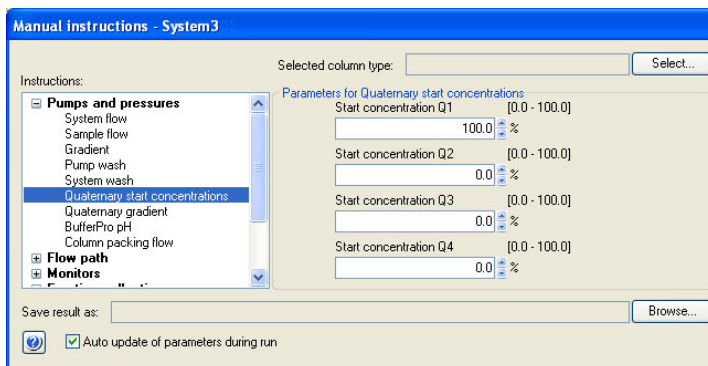 Manual instructions - System3
Selected column type:
Select...
Instructions:
Pumps and pressures
System flow
Sample flow
Gradient
Pump wash
System wash
Quaternary start concentrations
Quaternary gradient
BufferPro pH
Column packing flow
Flow path
Monitors
Parameters for Quaternary start concentrations
Start concentration Q1 [0.0 - 100.0]
100.0 %
Start concentration Q2 [0.0 - 100.0]
0.0 %
Start concentration Q3 [0.0 - 100.0]
0.0 %
Start concentration Q4 [0.0 - 100.0]
0.0 %
Save result as:
Browse...
Auto update of parameters during run